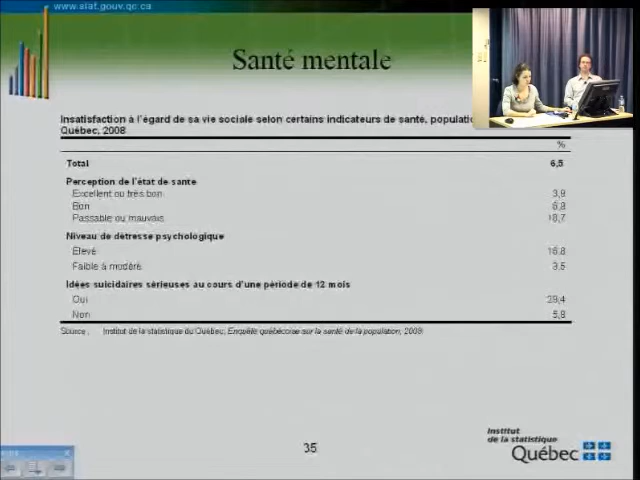 www.stat.gouv.qc.ca
Santé mentale
Insatisfaction à l'égard de sa vie sociale selon certains indicateurs de santé,
Québec, 2008
%
Total 6,5
Perception de l'état de santé
Excellent ou très bon 3,9
Bon 6,8
Passable ou mauvais 18,7
Niveau de détresse psychologique
Élevé 16,8
Faible à modéré 3,5
Idées suicidaires sérieuses au cours d'une période de 12 mois
Oui 29,4
Non 5,8
Source : Institut de la statistique du Québec, Enquête québécoise sur la santé de la population, 2008
35
Institut
de la statistique
Québec